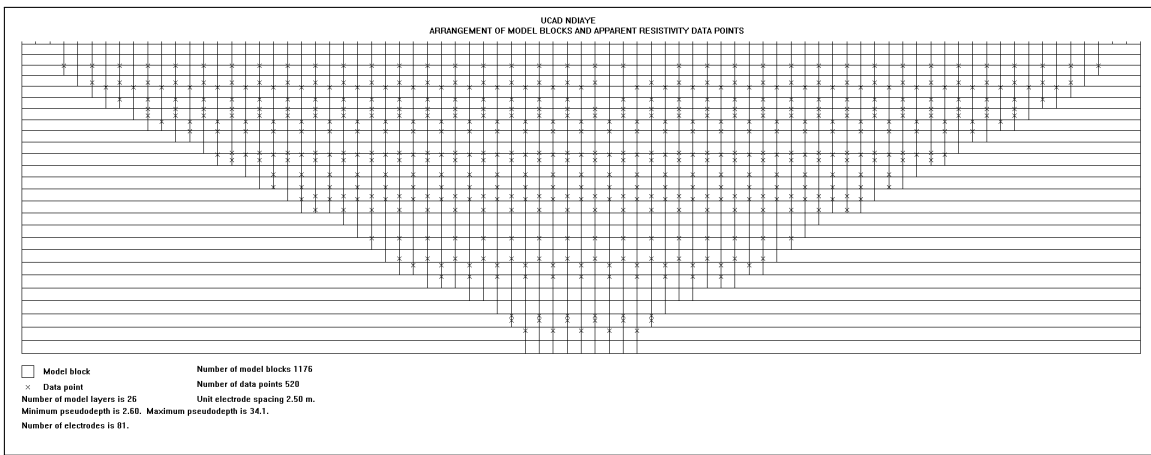 UCAD NDIAYE
ARRANGEMENT OF MODEL BLOCKS AND APPARENT RESISTIVITY DATA POINTS
Model block
Number of model blocks 1176
Data point
Number of data points 520
Number of model layers is 26
Unit electrode spacing 2.50 m.
Minimum pseudodepth is 2.60. Maximum pseudodepth is 34.1.
Number of electrodes is 81.